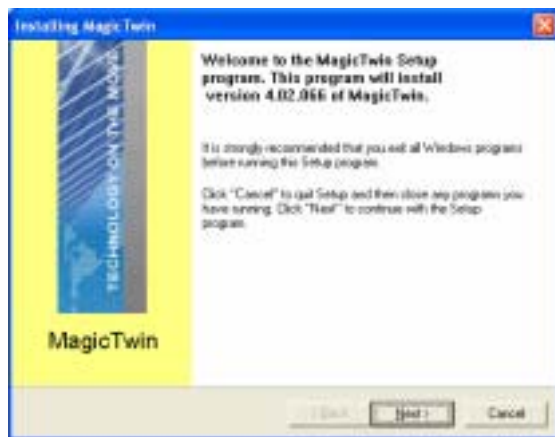 Installing Magic Twin
TECHNOLOGY ON THE MOVE
MagicTwin
Welcome to the MagicTwin Setup
program. This program will install
version 4.02.066 of MagicTwin.
It is strongly recommended that you exit all Windows programs
before running this Setup program.
Click "Cancel" to quit Setup and then close any programs you
have running. Click "Next" to continue with the Setup
program.
< Back
Next >
Cancel